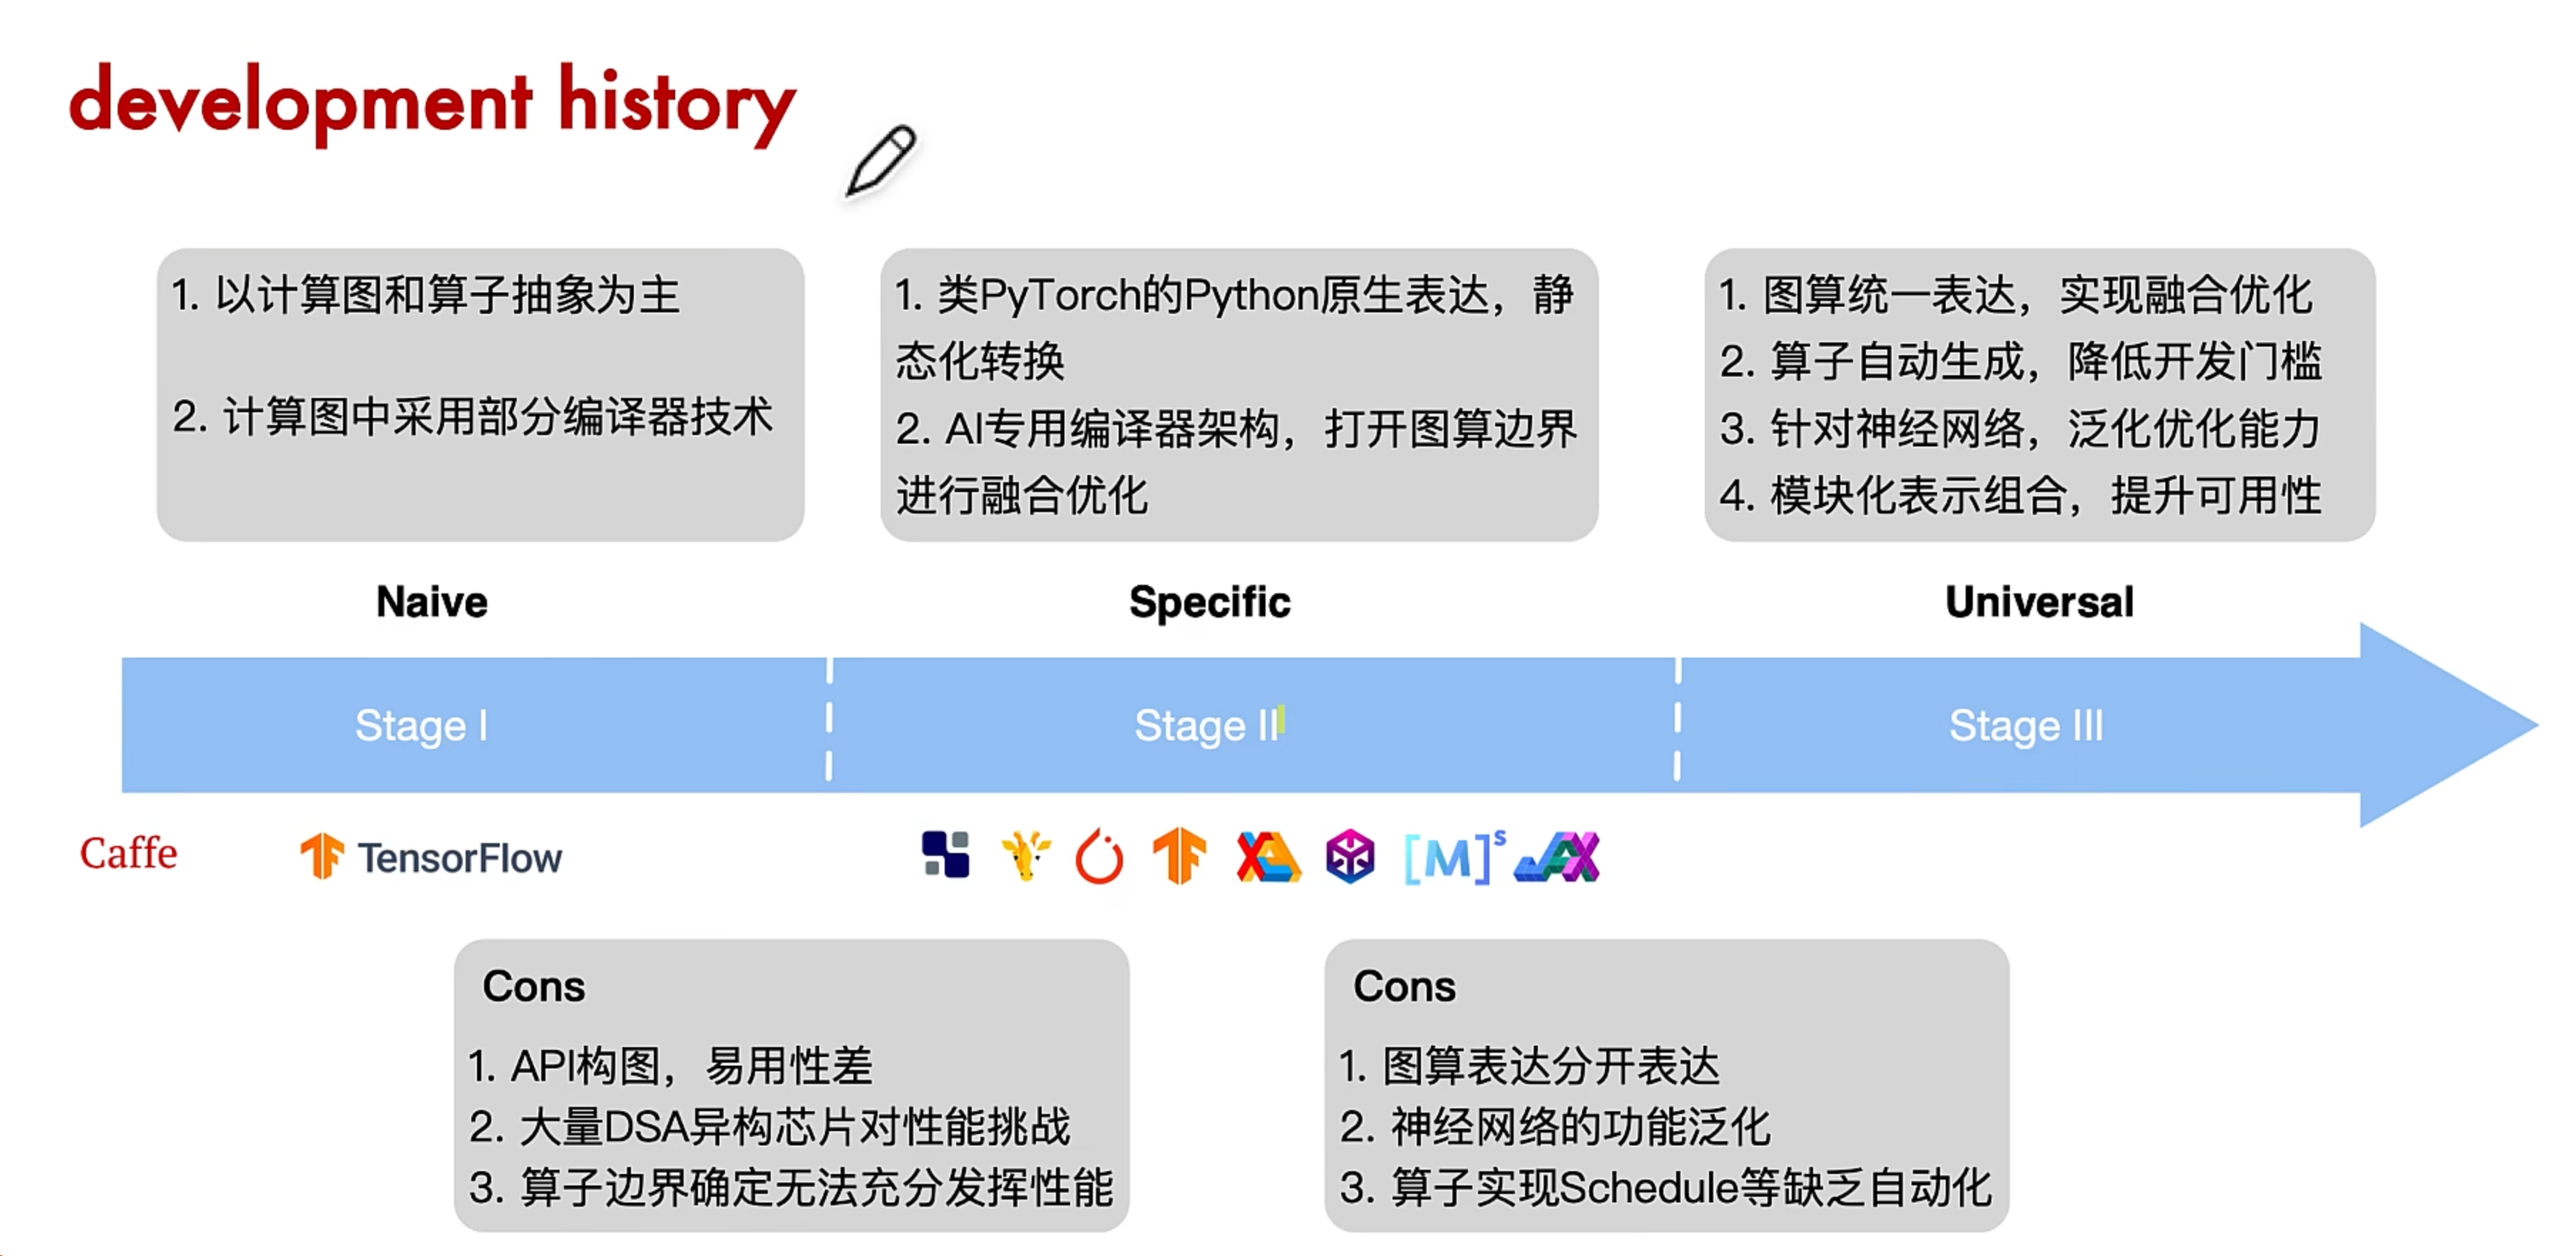 development history
1. 以计算图和算子抽象为主
2. 计算图中采用部分编译器技术
1. 类PyTorch的Python原生表达，静
态化转换
2. AI专用编译器架构，打开图算边界
进行融合优化
1. 图算统一表达，实现融合优化
2. 算子自动生成，降低开发门槛
3. 针对神经网络，泛化优化能力
4. 模块化表示组合，提升可用性
Naive
Specific
Universal
Stage I
Stage II
Stage III
Caffe
TensorFlow
[M]s
JAX
Cons
1. API构图，易用性差
2. 大量DSA异构芯片对性能挑战
3. 算子边界确定无法充分发挥性能
Cons
1. 图算表达分开表达
2. 神经网络的功能泛化
3. 算子实现Schedule等缺乏自动化